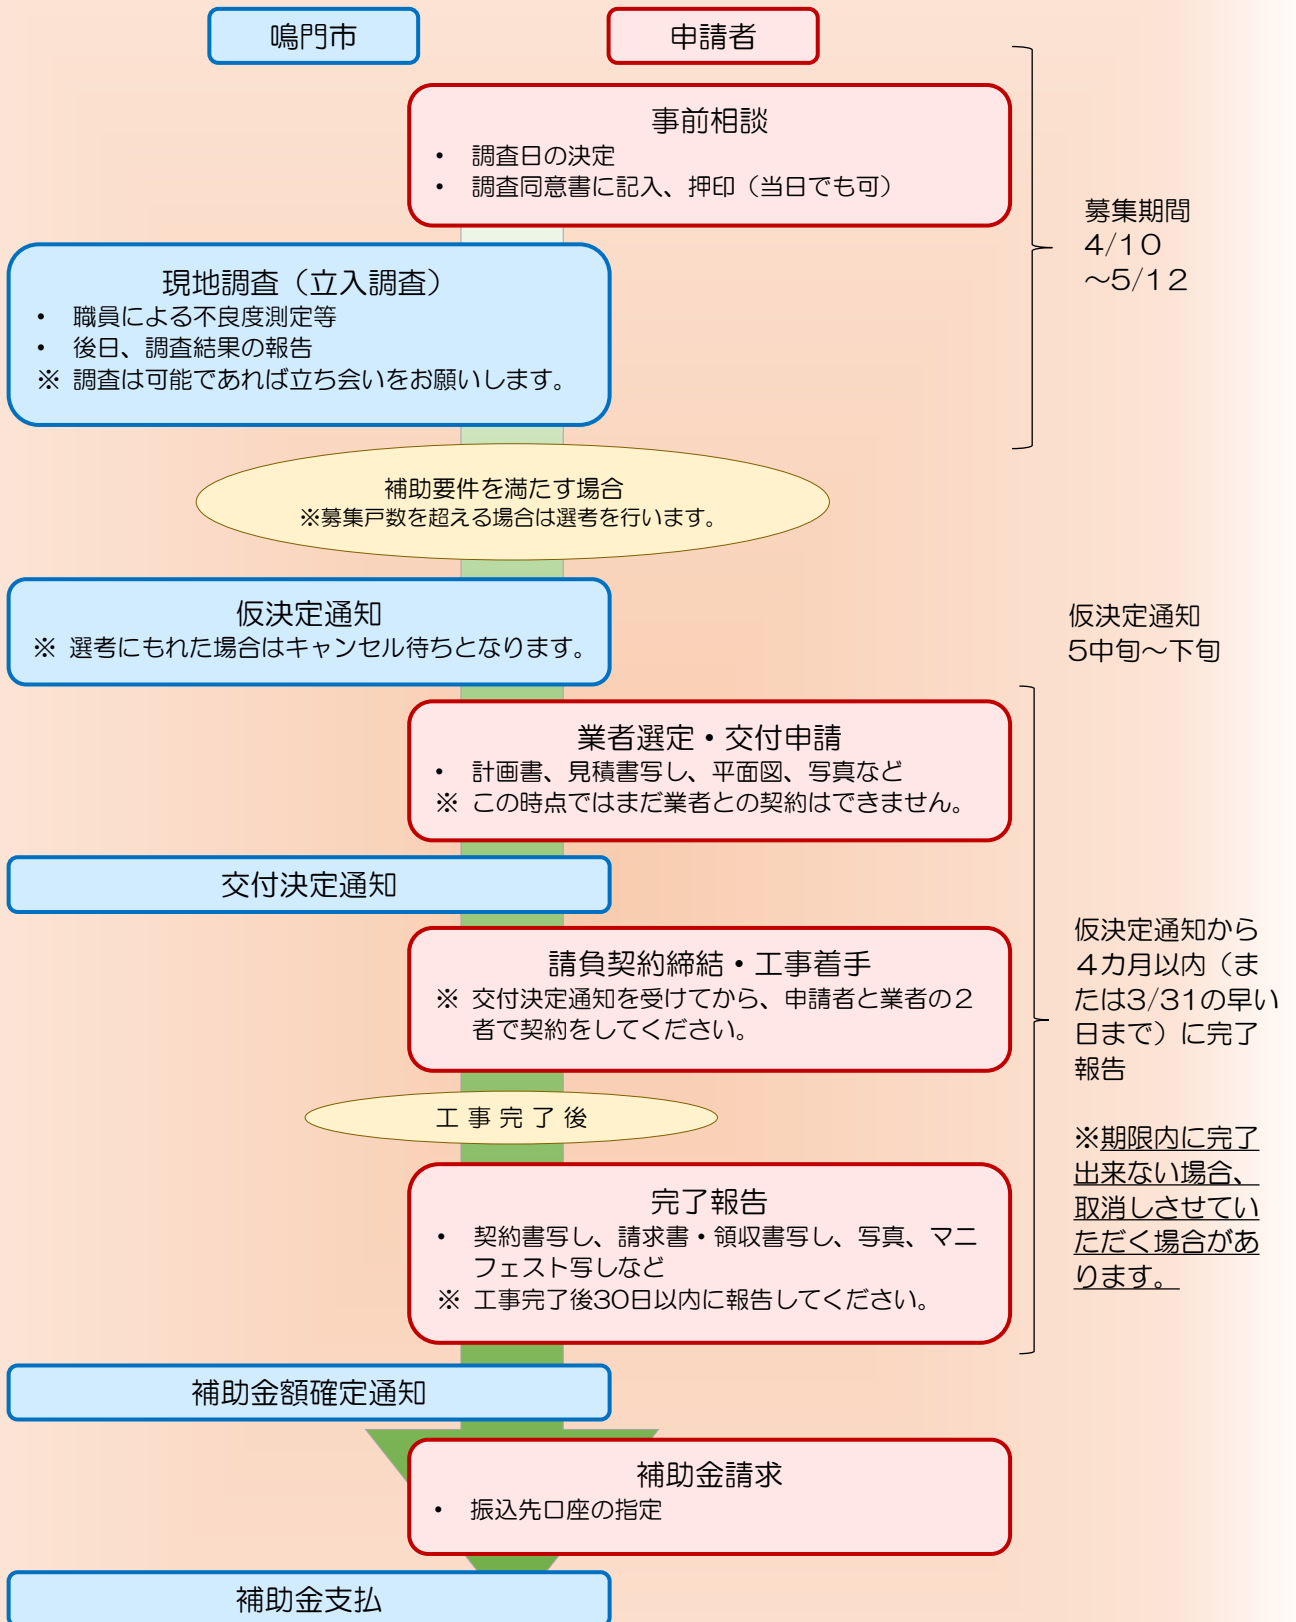 鳴門市
申請者
事前相談
• 調査日の決定
• 調査同意書に記入、押印（当日でも可）
募集期間
4/10
～5/12
現地調査（立入調査）
• 職員による不良度測定等
• 後日、調査結果の報告
※ 調査は可能であれば立ち会いをお願いします。
補助要件を満たす場合
※募集戸数を超える場合は選考を行います。
仮決定通知
※ 選考にもれた場合はキャンセル待ちとなります。
仮決定通知
5中旬～下旬
業者選定・交付申請
• 計画書、見積書写し、平面図、写真など
※ この時点ではまだ業者との契約はできません。
交付決定通知
請負契約締結・工事着手
※ 交付決定通知を受けてから、申請者と業者の２
者で契約をしてください。
仮決定通知から
４カ月以内（ま
たは3/31の早い
日まで）に完了
報告
※期限内に完了
出来ない場合、
取消しさせてい
ただく場合があ
ります。
工事完了後
完了報告
• 契約書写し、請求書・領収書写し、写真、マニ
フェスト写しなど
※ 工事完了後30日以内に報告してください。
補助金額確定通知
補助金請求
• 振込先口座の指定
補助金支払